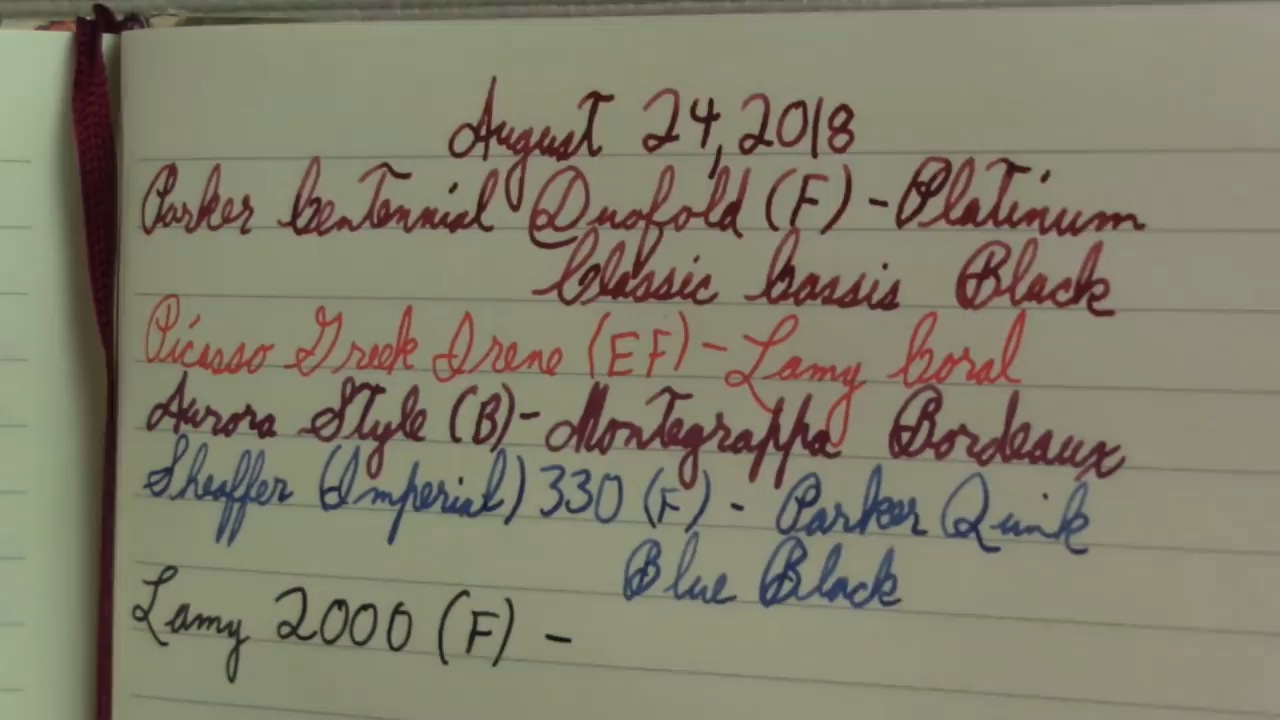 August 24, 2018
Parker Centennial Duofold (F) - Platinum
Classic Cassis Black
Picasso Greek Irene (EF) - Lamy Coral
Aurora Style (B) - Montegrappa Bordeaux
Sheaffer (Imperial) 330 (F) - Parker Quink
Blue Black
Lamy 2000 (F) -